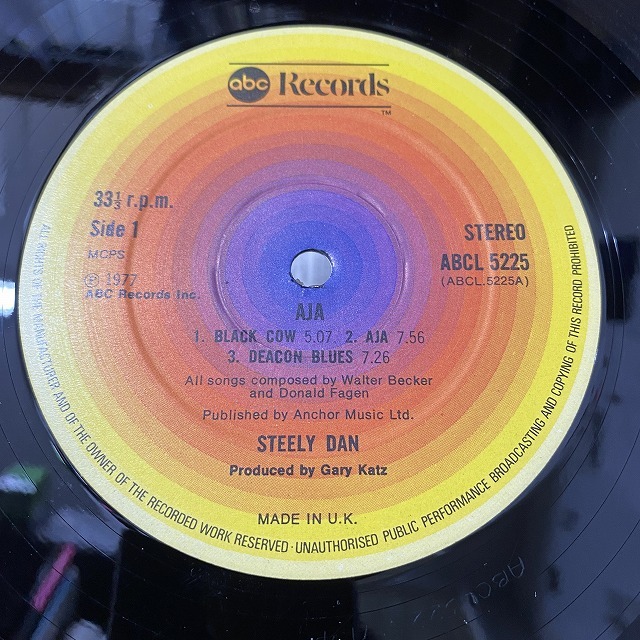 abc Records
TM
33⅓ r.p.m.
Side 1
MCPS
Ⓟ 1977
ABC Records Inc.
STEREO
ABCL 5225
(ABCL.5225A)
AJA
1. BLACK COW 5.07. 2. AJA 7.56
3. DEACON BLUES 7.26
All songs composed by Walter Becker
and Donald Fagen
Published by Anchor Music Ltd.
STEELY DAN
Produced by Gary Katz
MADE IN U.K.
ALL RIGHTS OF THE MANUFACTURER AND OF THE OWNER OF THE RECORDED WORK RESERVED · UNAUTHORISED PUBLIC PERFORMANCE BROADCASTING AND COPYING OF THIS RECORD PROHIBITED